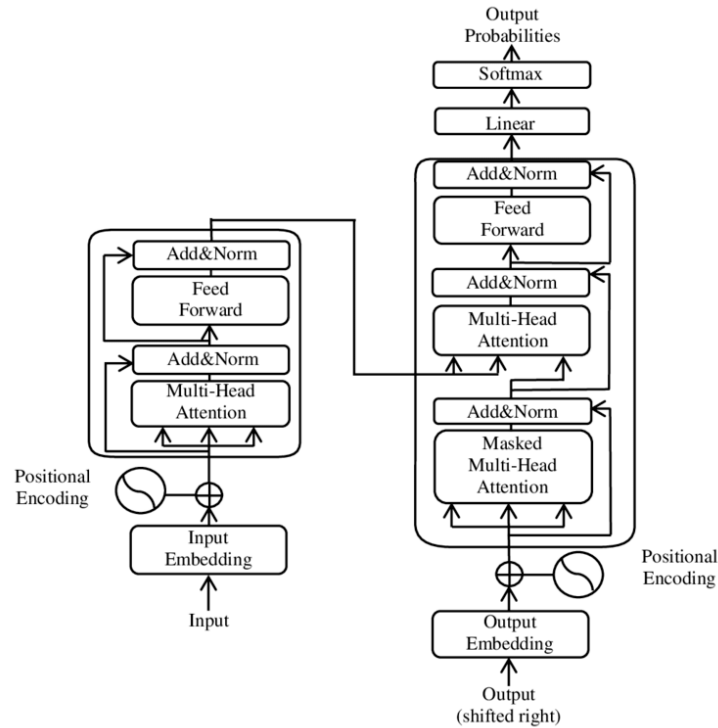 Output
Probabilities
Softmax
Linear
Add&Norm
Feed
Forward
Add&Norm
Multi-Head
Attention
Add&Norm
Masked
Multi-Head
Attention
Positional
Encoding
Output
Embedding
Output
(shifted right)
Add&Norm
Feed
Forward
Add&Norm
Multi-Head
Attention
Positional
Encoding
Input
Embedding
Input